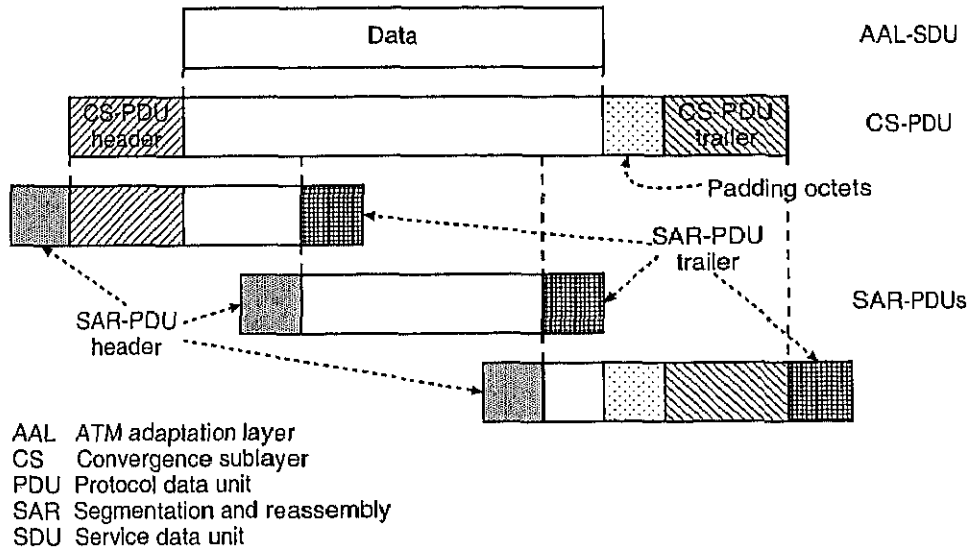 Data
AAL-SDU
CS-PDU
header
CS-PDU
trailer
CS-PDU
Padding octets
SAR-PDU
trailer
SAR-PDUs
SAR-PDU
header
AAL ATM adaptation layer
CS Convergence sublayer
PDU Protocol data unit
SAR Segmentation and reassembly
SDU Service data unit